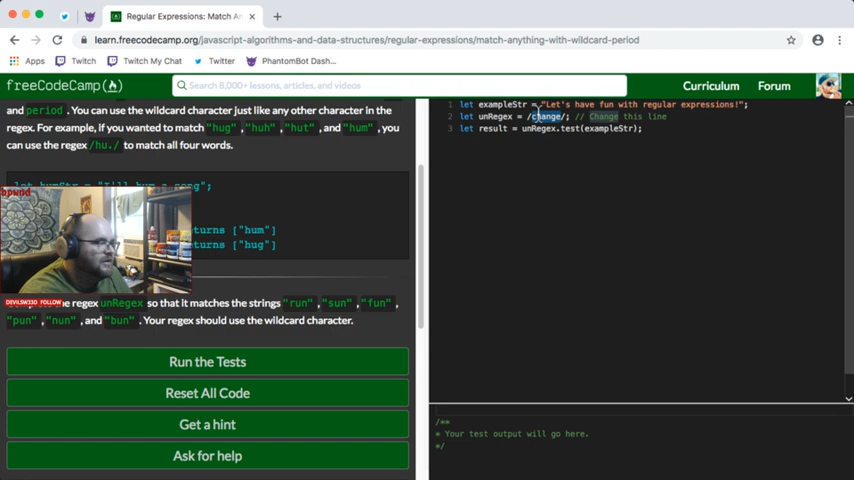 Regular Expressions: Match An
learn.freecodecamp.org/javascript-algorithms-and-data-structures/regular-expressions/match-anything-with-wildcard-period
Apps Twitch Twitch My Chat Twitter PhantomBot Dash...
freeCodeCamp(🔥) Search 8,000+ lessons, articles, and videos Curriculum Forum
and period. You can use the wildcard character just like any other character in the
regex. For example, if you wanted to match "hug", "huh", "hut", and "hum", you
can use the regex /hu./ to match all four words.
let humStr = "I'll hum a song";
turns ["hum"]
turns ["hug"]
the regex unRegex so that it matches the strings "run", "sun", "fun",
"pun", "nun", and "bun". Your regex should use the wildcard character.
Run the Tests
Reset All Code
Get a hint
Ask for help
1 let exampleStr = "Let's have fun with regular expressions!";
2 let unRegex = /change/; // Change this line
3 let result = unRegex.test(exampleStr);
/**
* Your test output will go here.
*/
DEVILSW33D FOLLOW